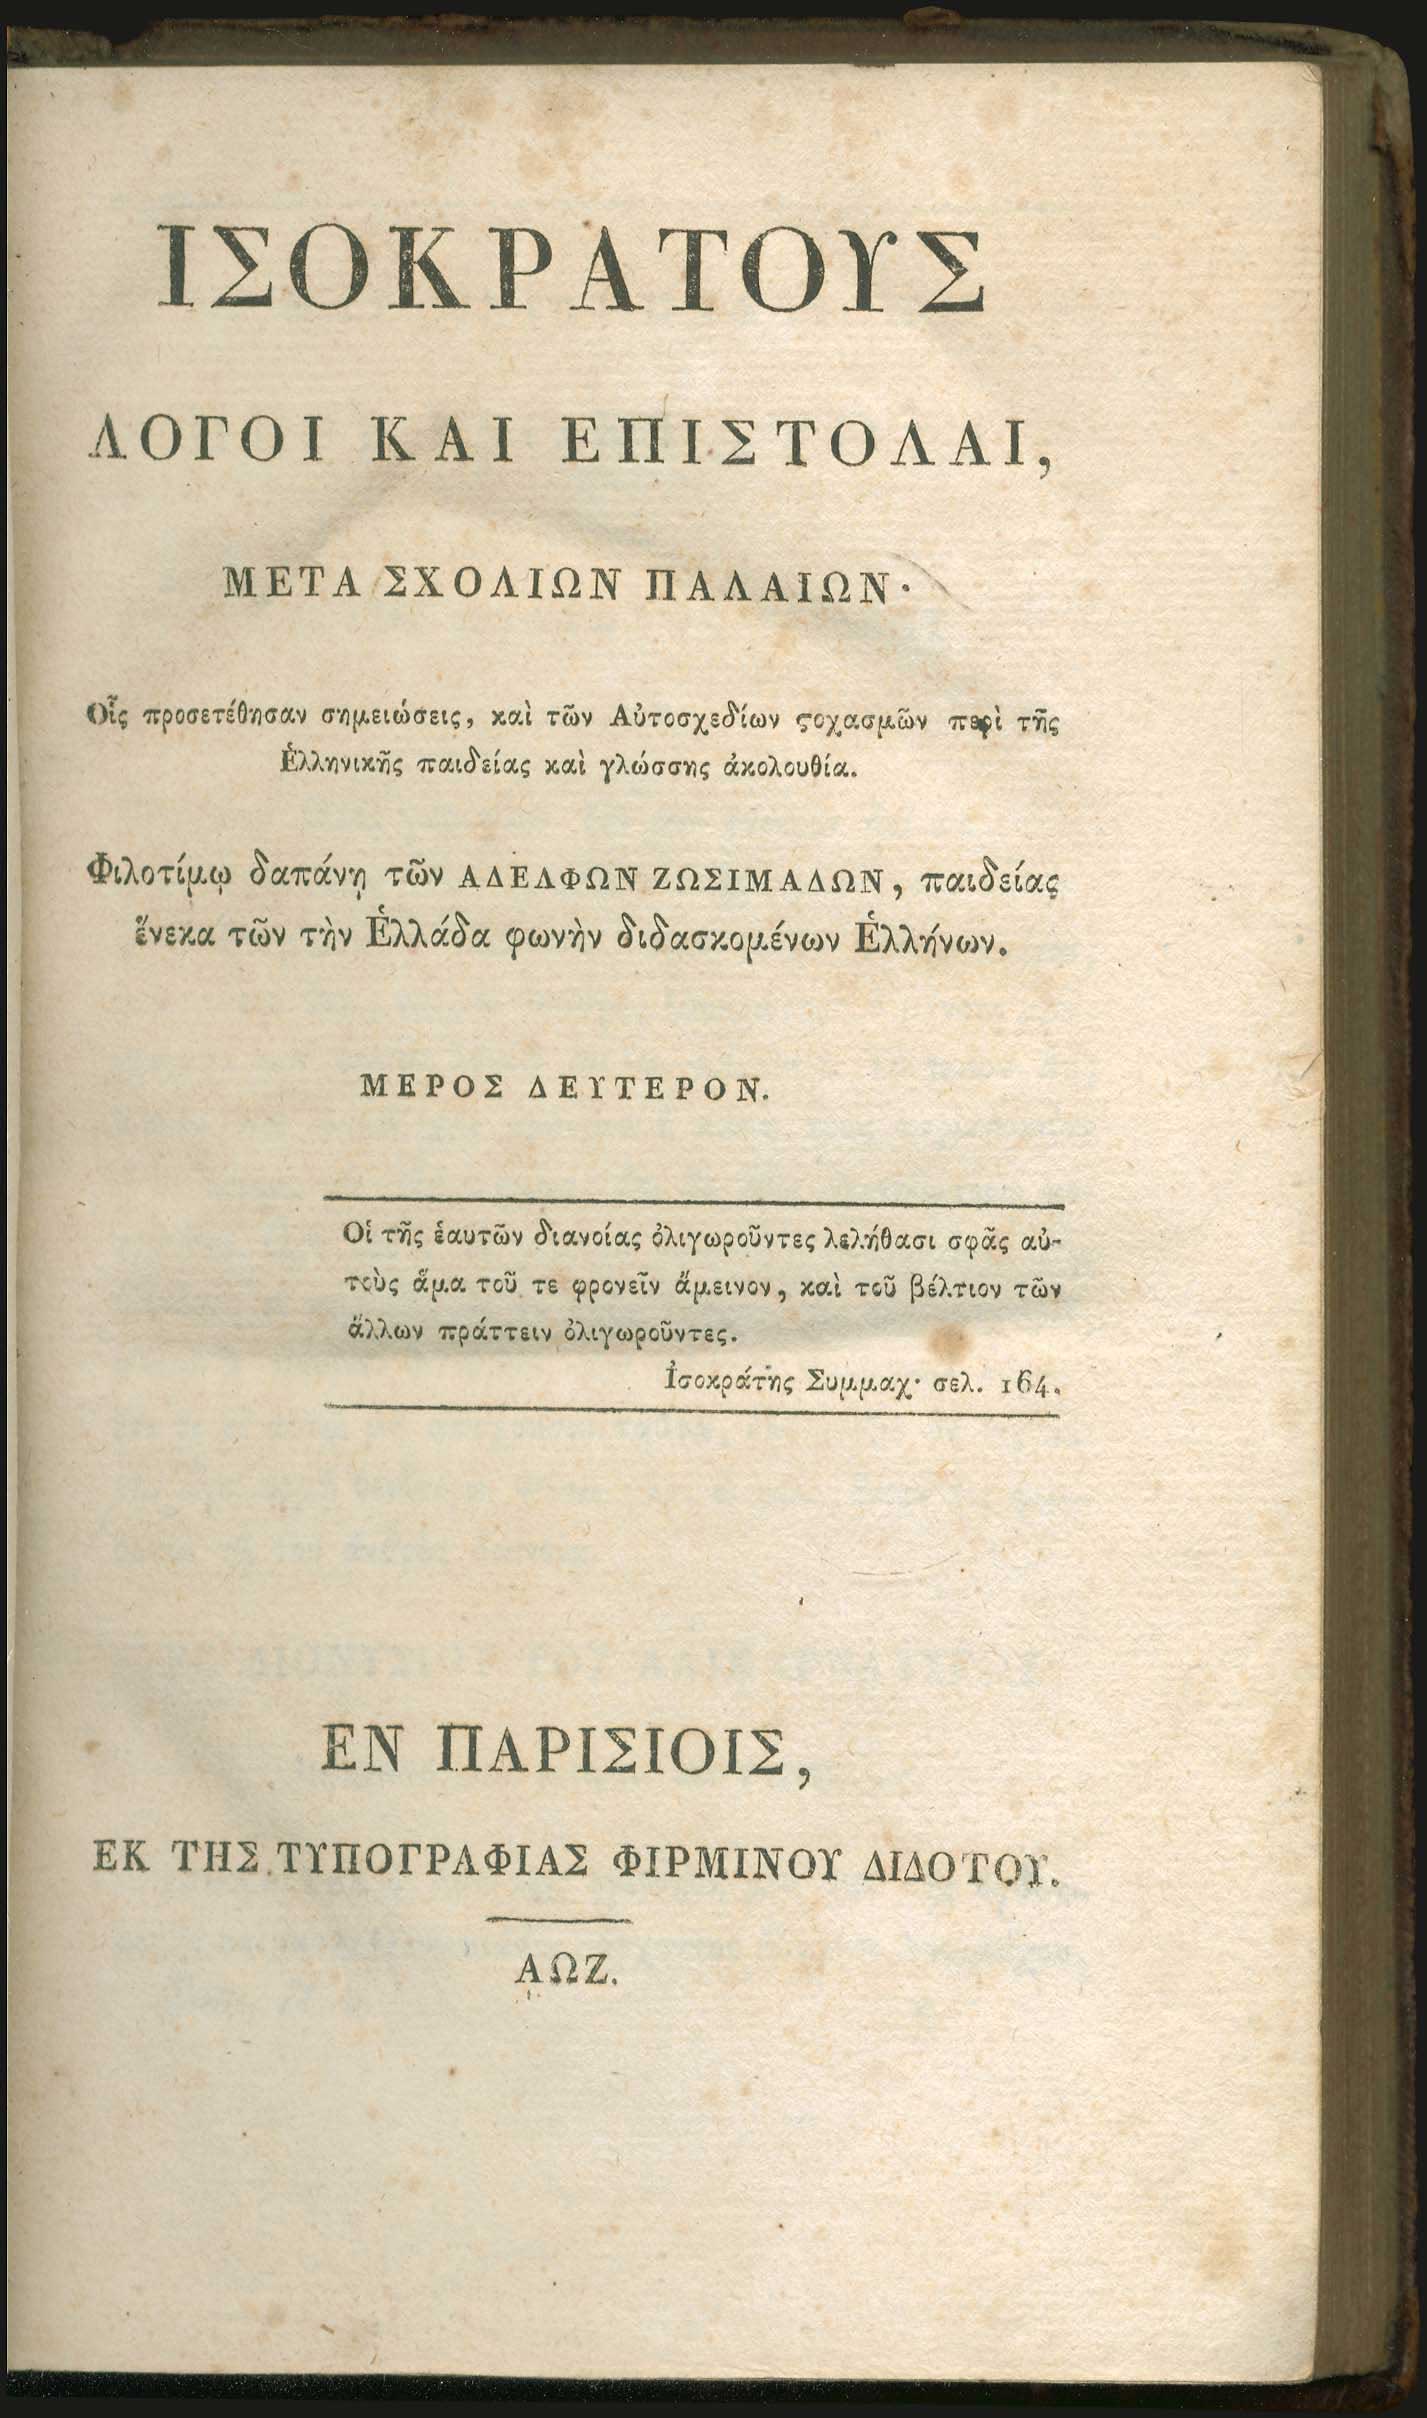 ΙΣΟΚΡΑΤΟΥΣ
ΛΟΓΟΙ ΚΑΙ ΕΠΙΣΤΟΛΑΙ,
ΜΕΤΑ ΣΧΟΛΙΩΝ ΠΑΛΑΙΩΝ·
Οἷς προσετέθησαν σημειώσεις, καὶ τῶν Αὐτοσχεδίων ϛοχασμῶν περὶ τῆς
Ἑλληνικῆς παιδείας καὶ γλώσσης ἀκολουθία.
Φιλοτίμῳ δαπάνῃ τῶν ΑΔΕΛΦΩΝ ΖΩΣΙΜΑΔΩΝ, παιδείας
ἕνεκα τῶν τὴν Ἑλλάδα φωνὴν διδασκομένων Ἑλλήνων.
ΜΕΡΟΣ ΔΕΥΤΕΡΟΝ.
Οἱ τῆς ἑαυτῶν διανοίας ὀλιγωροῦντες λελήθασι σφᾶς αὐ-
τοὺς ἅμα τοῦ τε φρονεῖν ἄμεινον, καὶ τοῦ βέλτιον τῶν
ἄλλων πράττειν ὀλιγωροῦντες.
Ἰσοκράτης Συμμαχ· σελ. 164.
ΕΝ ΠΑΡΙΣΙΟΙΣ,
ΕΚ ΤΗΣ ΤΥΠΟΓΡΑΦΙΑΣ ΦΙΡΜΙΝΟΥ ΔΙΔΟΤΟΥ.
ΑΩΖ.